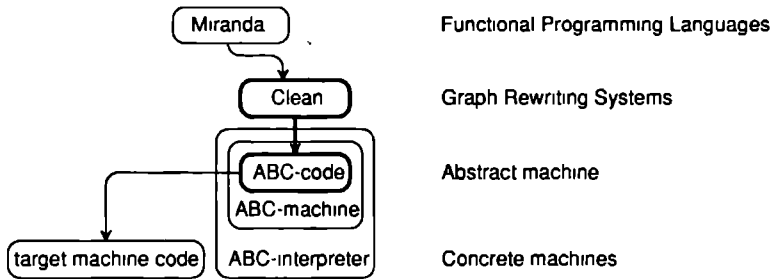 Miranda Functional Programming Languages
Clean Graph Rewriting Systems
ABC-code Abstract machine
ABC-machine
target machine code ABC-interpreter Concrete machines